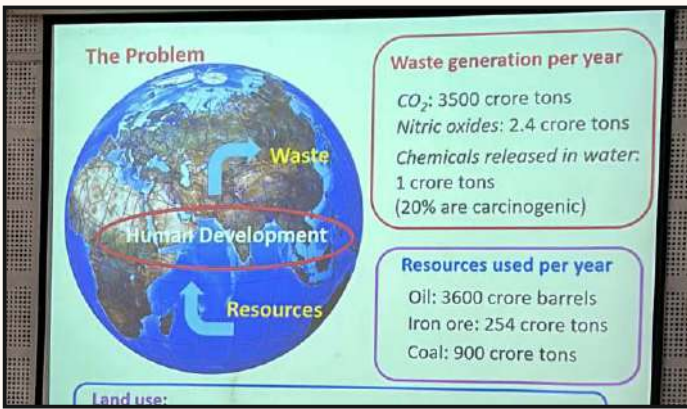 The Problem
Waste
Human Development
Resources
Waste generation per year
CO₂: 3500 crore tons
Nitric oxides: 2.4 crore tons
Chemicals released in water:
1 crore tons
(20% are carcinogenic)
Resources used per year
Oil: 3600 crore barrels
Iron ore: 254 crore tons
Coal: 900 crore tons
Land use: